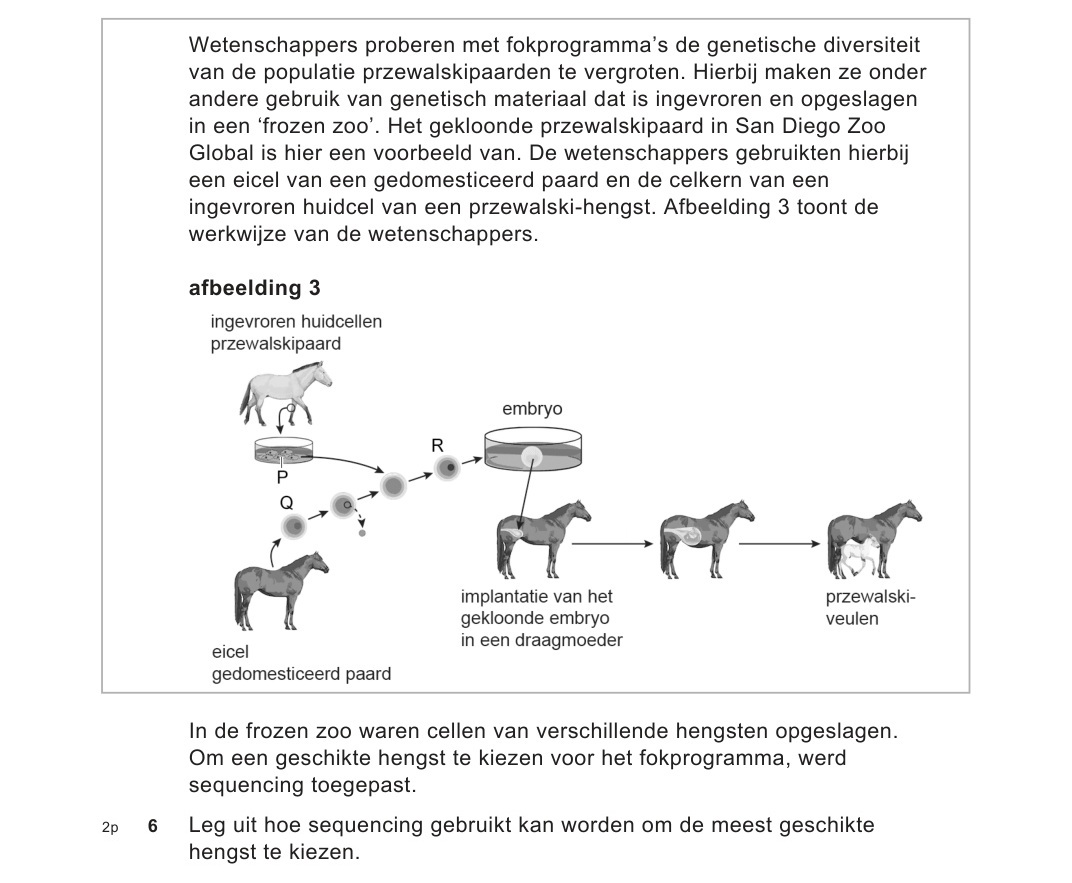 Wetenschappers proberen met fokprogramma’s de genetische diversiteit
van de populatie przewalskipaarden te vergroten. Hierbij maken ze onder
andere gebruik van genetisch materiaal dat is ingevroren en opgeslagen
in een ‘frozen zoo’. Het gekloonde przewalskipaard in San Diego Zoo
Global is hier een voorbeeld van. De wetenschappers gebruikten hierbij
een eicel van een gedomesticeerd paard en de celkern van een
ingevroren huidcel van een przewalski-hengst. Afbeelding 3 toont de
werkwijze van de wetenschappers.
afbeelding 3
ingevroren huidcellen
przewalskipaard
embryo
R
P
Q
implantatie van het
gekloonde embryo
in een draagmoeder
przewalski-
veulen
eicel
gedomesticeerd paard
In de frozen zoo waren cellen van verschillende hengsten opgeslagen.
Om een geschikte hengst te kiezen voor het fokprogramma, werd
sequencing toegepast.
2p 6 Leg uit hoe sequencing gebruikt kan worden om de meest geschikte
hengst te kiezen.